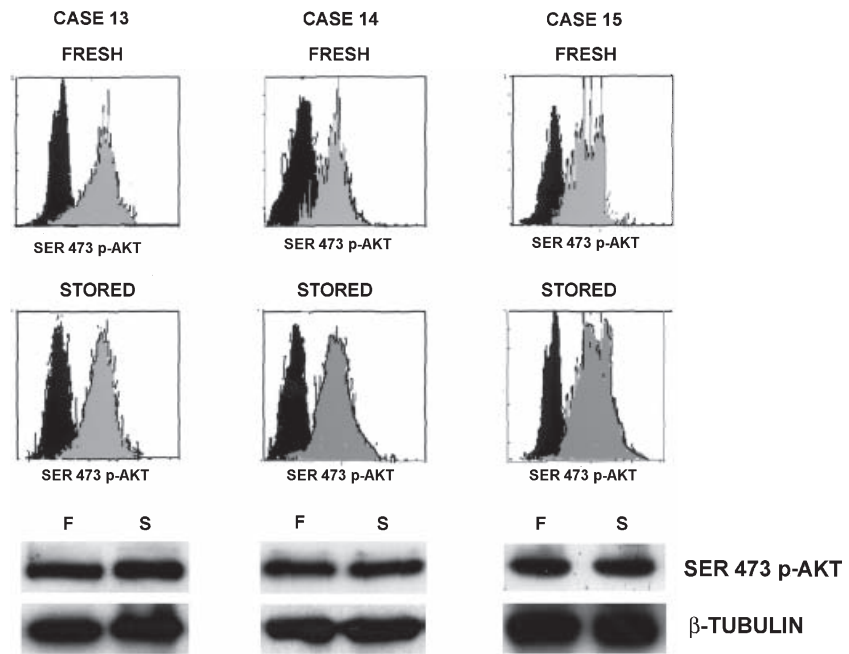 CASE 13 CASE 14 CASE 15
FRESH FRESH FRESH
SER 473 p-AKT SER 473 p-AKT SER 473 p-AKT
STORED STORED STORED
SER 473 p-AKT SER 473 p-AKT SER 473 p-AKT
F S F S F S
SER 473 p-AKT
β-TUBULIN